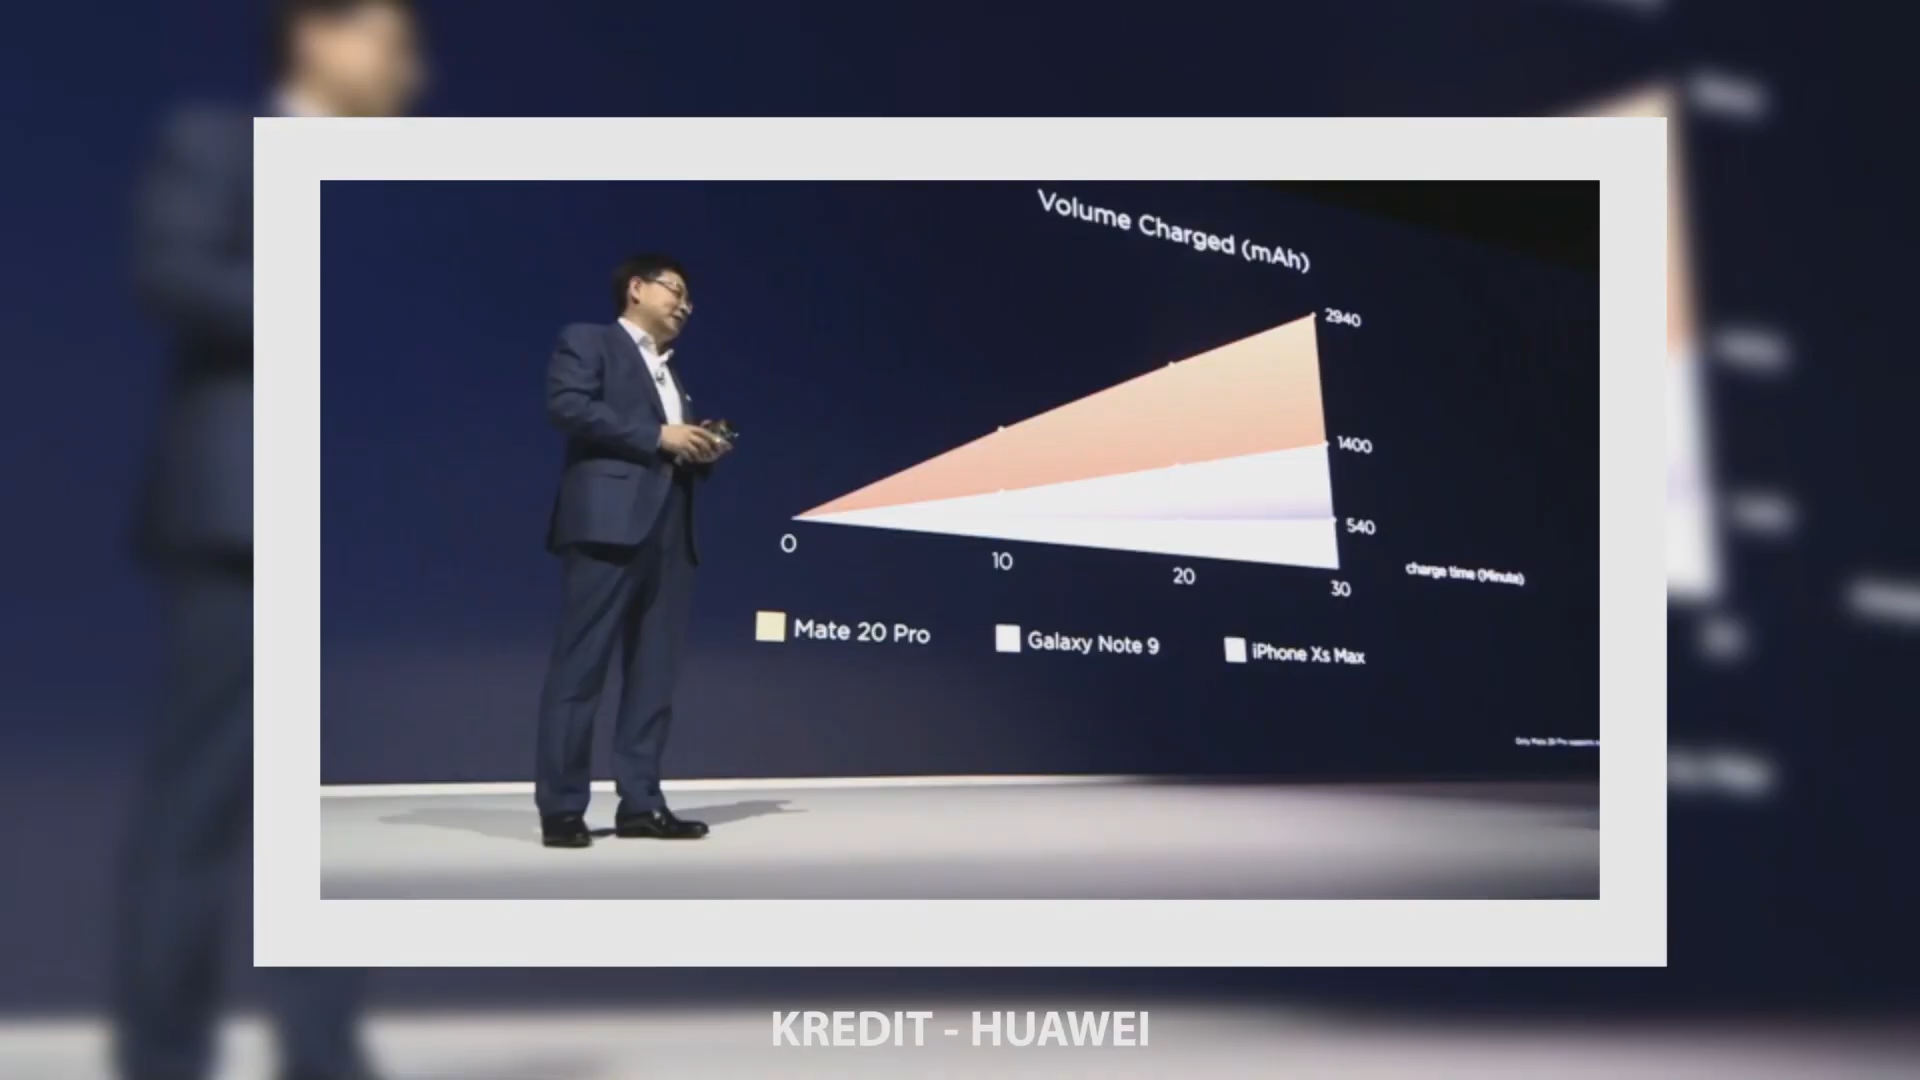 Volume Charged (mAh)
2940
1400
540
0
10
20
30
charge time (Minute)
Mate 20 Pro
Galaxy Note 9
iPhone Xs Max
KREDIT - HUAWEI